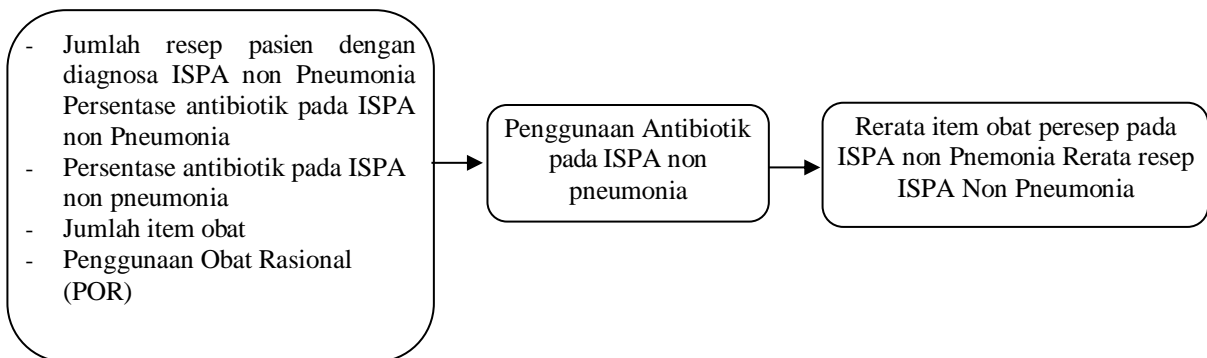 - Jumlah resep pasien dengan
diagnosa ISPA non Pneumonia
Persentase antibiotik pada ISPA
non Pneumonia
- Persentase antibiotik pada ISPA
non pneumonia
- Jumlah item obat
- Penggunaan Obat Rasional
(POR)
Penggunaan Antibiotik
pada ISPA non
pneumonia
Rerata item obat peresep pada
ISPA non Pnemonia Rerata resep
ISPA Non Pneumonia